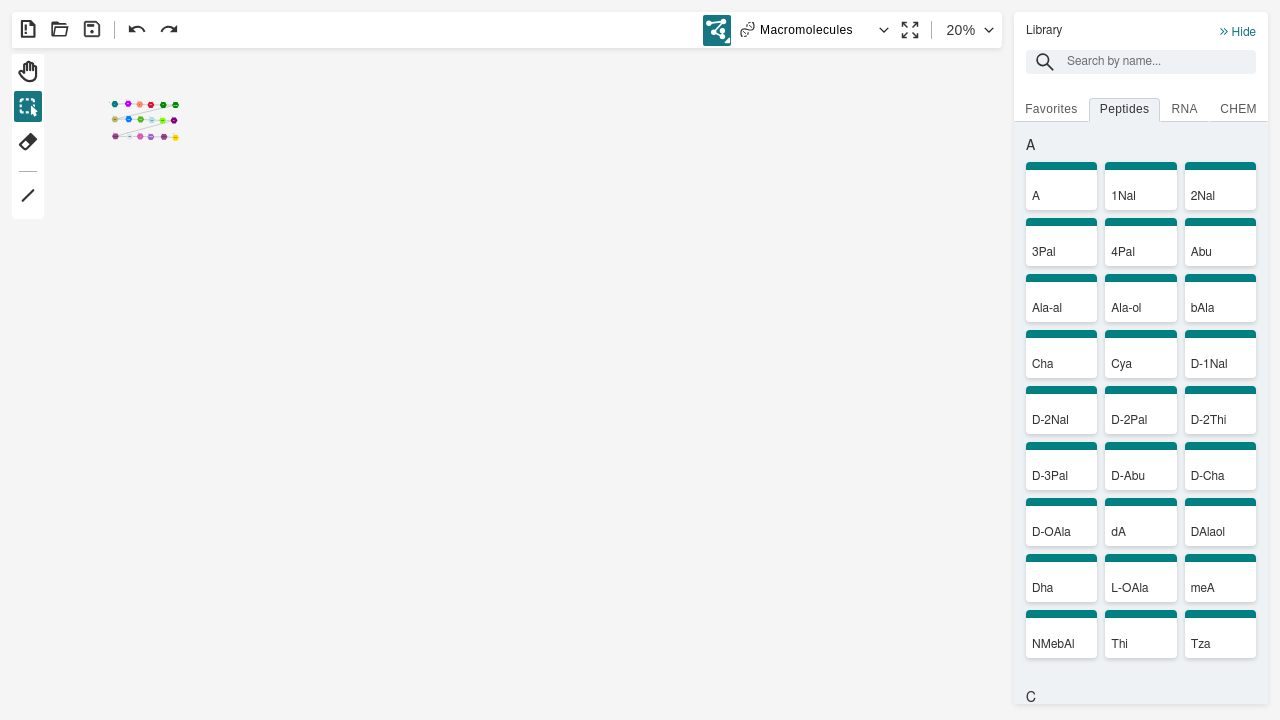 Macromolecules
20%
Library
Hide
Search by name...
Favorites Peptides RNA CHEM
A
A 1Nal 2Nal
3Pal 4Pal Abu
Ala-al Ala-ol bAla
Cha Cya D-1Nal
D-2Nal D-2Pal D-2Thi
D-3Pal D-Abu D-Cha
D-OAla dA DAlaol
Dha L-OAla meA
NMebAl Thi Tza
C